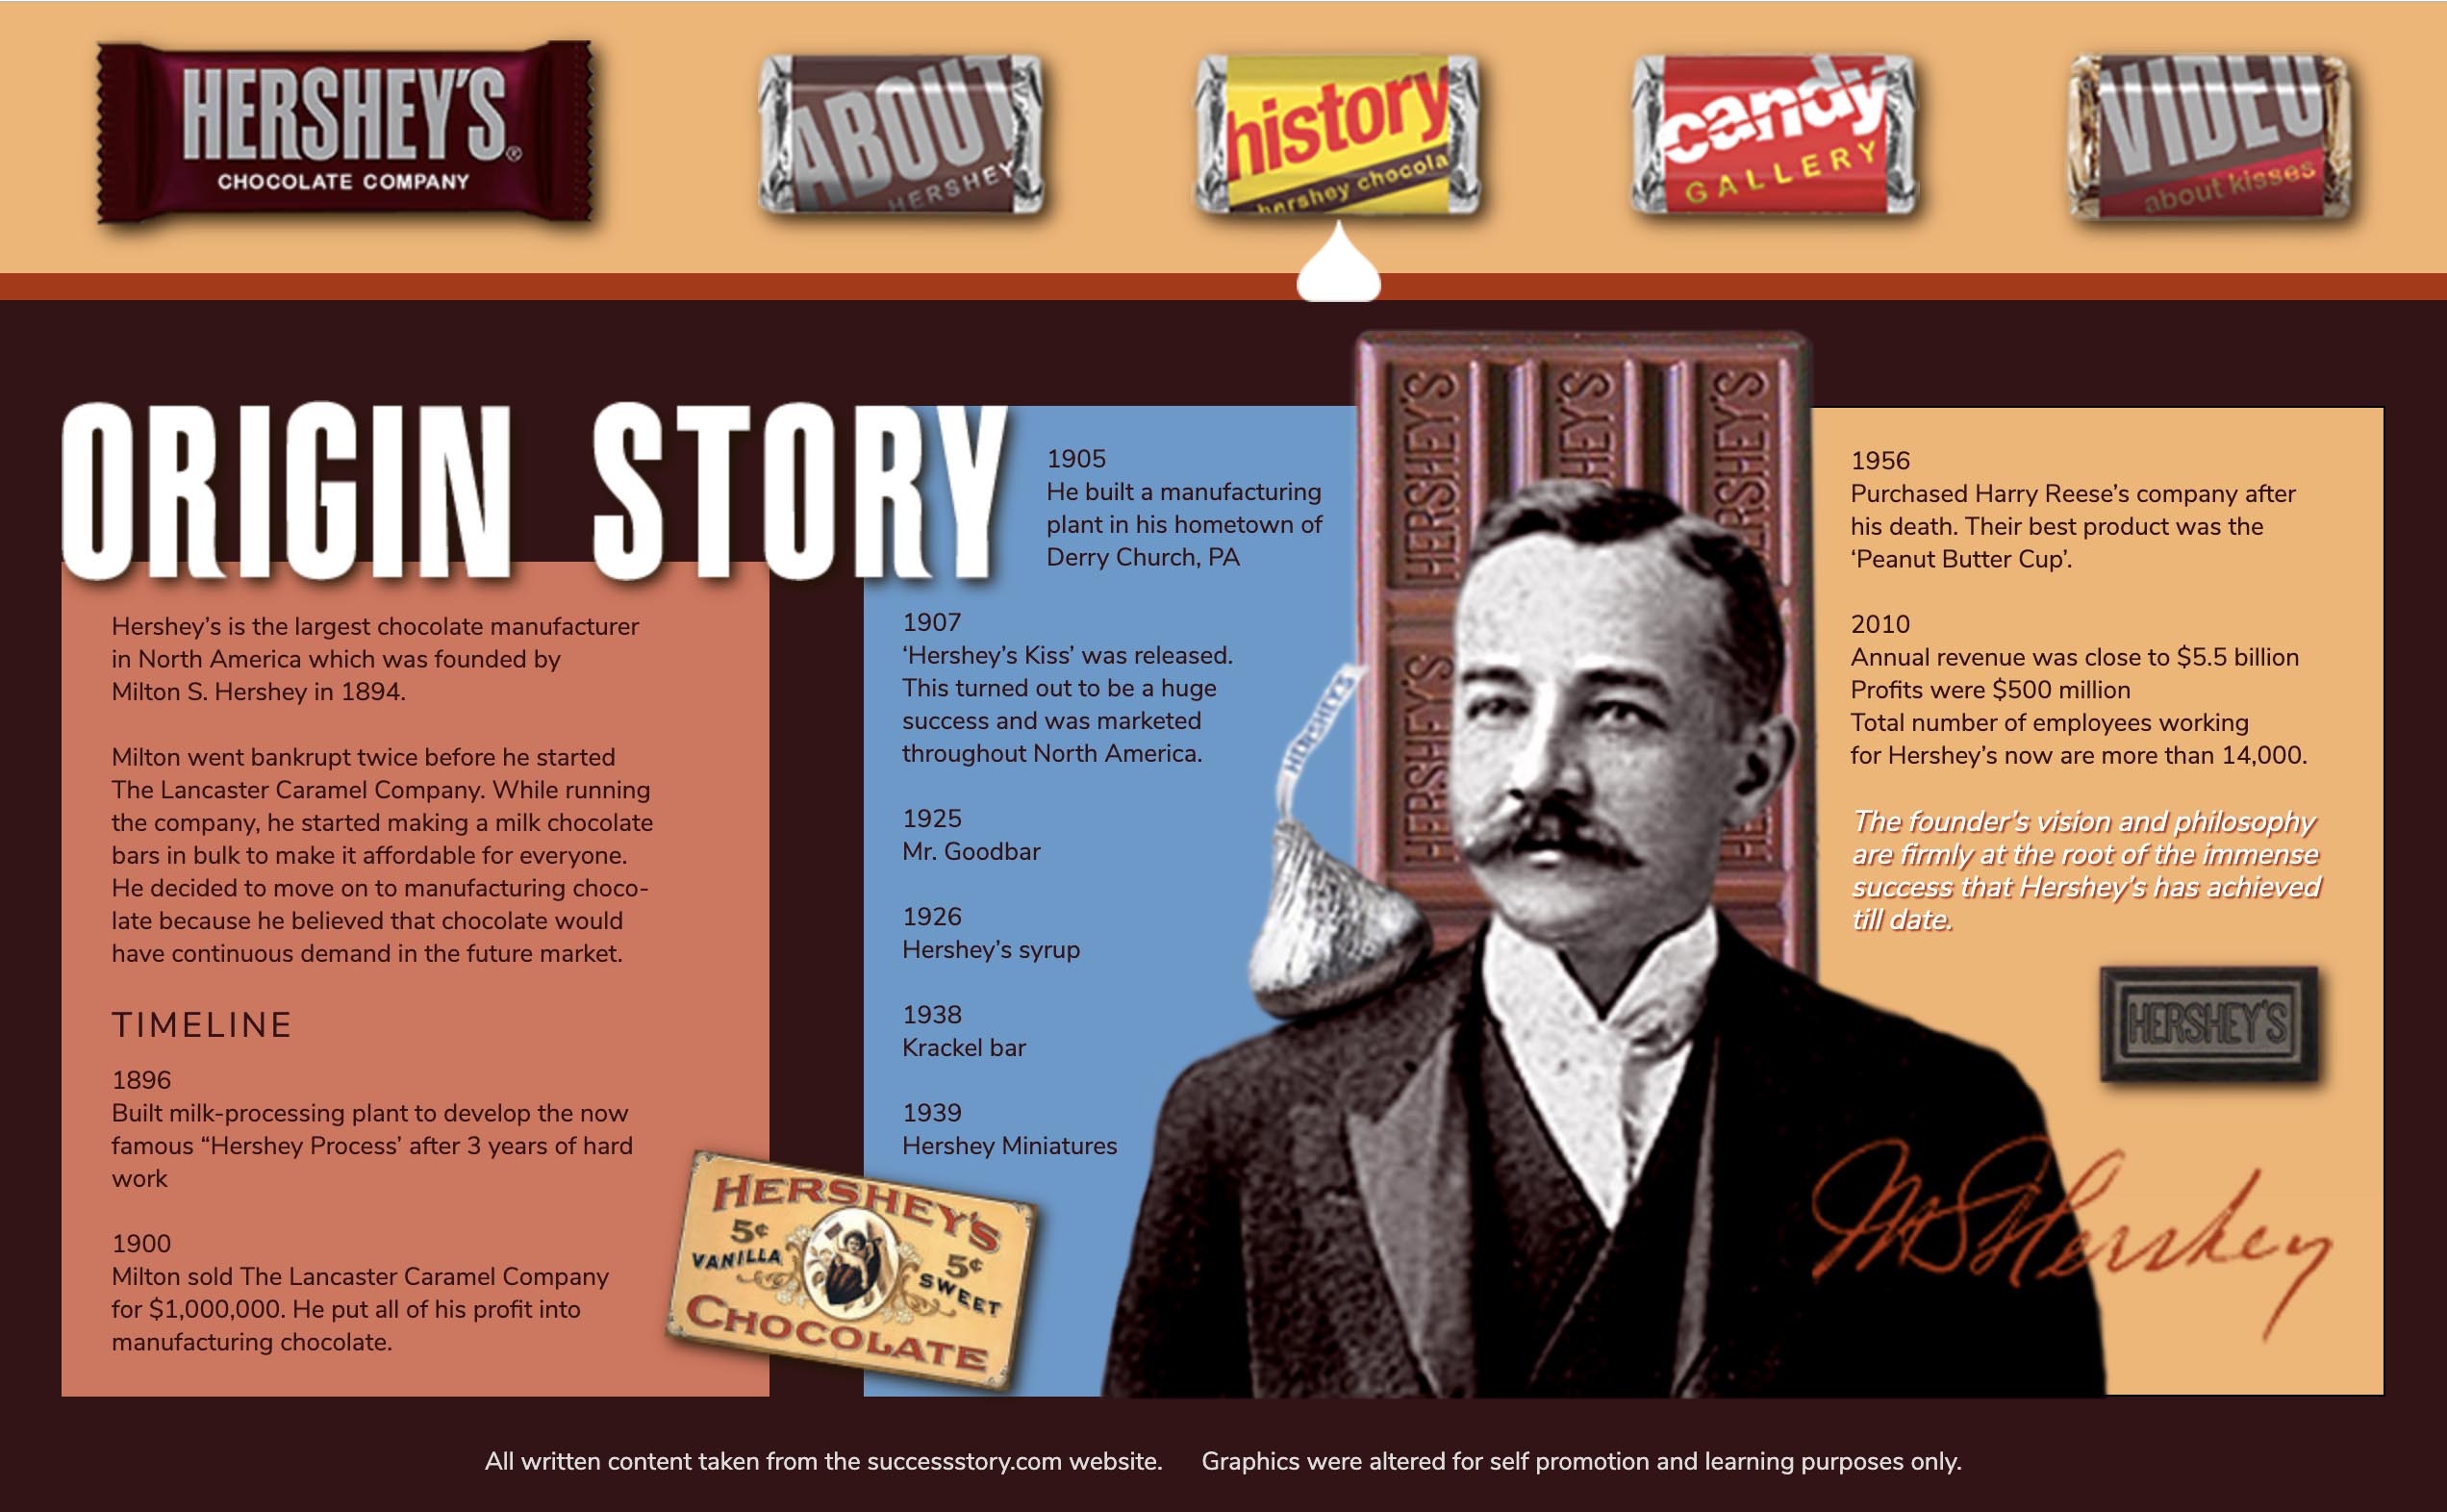 HERSHEY'S®
CHOCOLATE COMPANY
ABOUT
HERSHEY
history
hershey chocola
candy
GALLERY
VIDEO
about kisses
ORIGIN STORY
Hershey's is the largest chocolate manufacturer
in North America which was founded by
Milton S. Hershey in 1894.
Milton went bankrupt twice before he started
The Lancaster Caramel Company. While running
the company, he started making a milk chocolate
bars in bulk to make it affordable for everyone.
He decided to move on to manufacturing choco-
late because he believed that chocolate would
have continuous demand in the future market.
TIMELINE
1896
Built milk-processing plant to develop the now
famous “Hershey Process’ after 3 years of hard
work
1900
Milton sold The Lancaster Caramel Company
for $1,000,000. He put all of his profit into
manufacturing chocolate.
HERSHEY'S
5¢ 5¢
VANILLA SWEET
CHOCOLATE
1905
He built a manufacturing
plant in his hometown of
Derry Church, PA
1907
‘Hershey’s Kiss’ was released.
This turned out to be a huge
success and was marketed
throughout North America.
1925
Mr. Goodbar
1926
Hershey’s syrup
1938
Krackel bar
1939
Hershey Miniatures
HERSHEY'S
HERSHEY'S
HERSHEY'S
HERSHEY'S
HERSHEY'S
1956
Purchased Harry Reese’s company after
his death. Their best product was the
‘Peanut Butter Cup’.
2010
Annual revenue was close to $5.5 billion
Profits were $500 million
Total number of employees working
for Hershey’s now are more than 14,000.
The founder’s vision and philosophy
are firmly at the root of the immense
success that Hershey’s has achieved
till date.
HERSHEY'S
MSHershey
All written content taken from the successstory.com website. Graphics were altered for self promotion and learning purposes only.